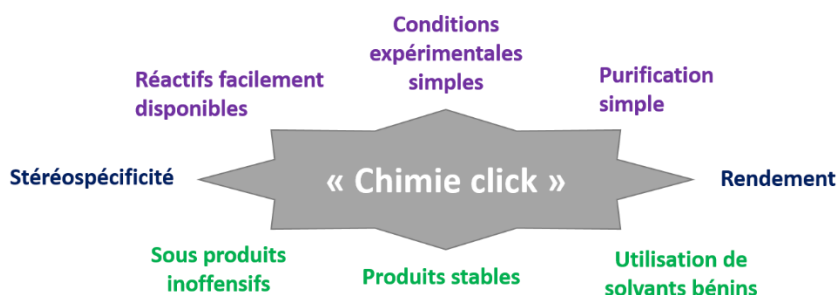 Conditions
expérimentales
simples
Réactifs facilement
disponibles
Purification
simple
Stéréospécificité
« Chimie click »
Rendement
Sous produits
inoffensifs
Produits stables
Utilisation de
solvants bénins